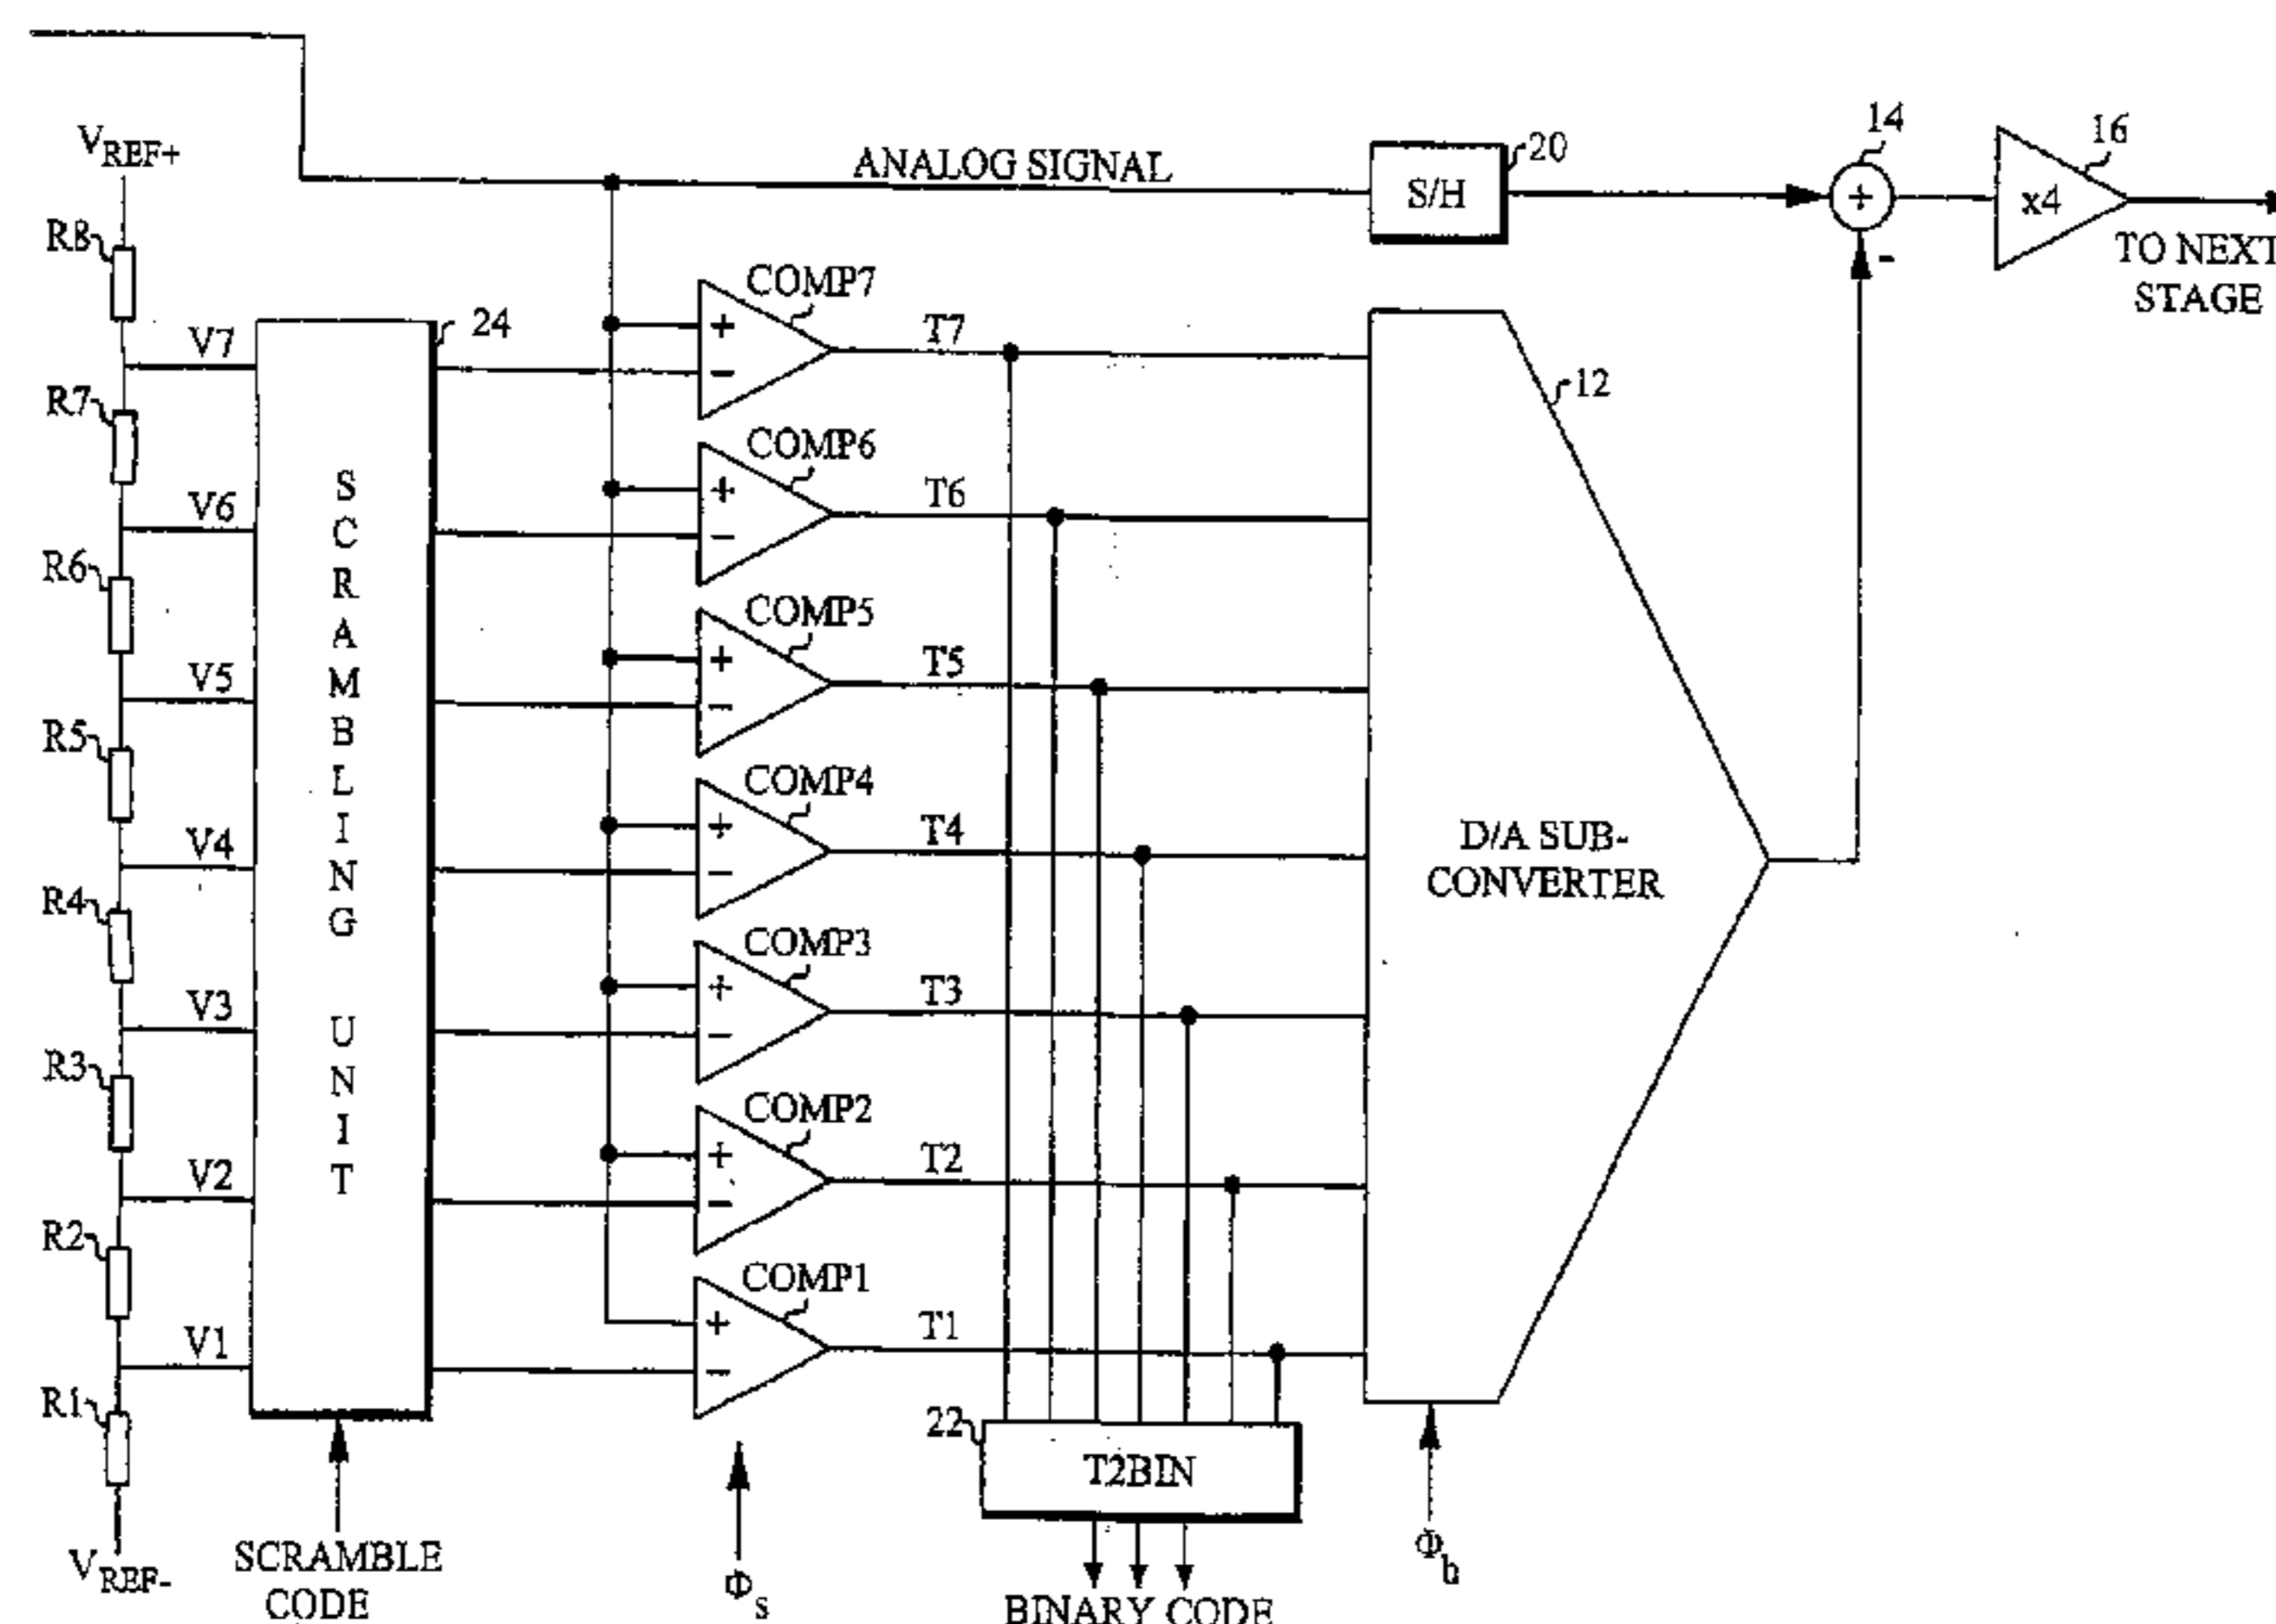 V_REF+
R8
R7
R6
R5
R4
R3
R2
R1
V_REF-
V7
V6
V5
V4
V3
V2
V1
SCRAMBLING UNIT
24
SCRAMBLE
CODE
ANALOG SIGNAL
COMP7
COMP6
COMP5
COMP4
COMP3
COMP2
COMP1
+
−
+
−
+
−
+
−
+
−
+
−
+
−
Φs
T7
T6
T5
T4
T3
T2
T1
22
T2BIN
BINARY CODE
S/H
20
12
D/A SUB-
CONVERTER
Φh
14
+
-
16
x4
TO NEXT
STAGE